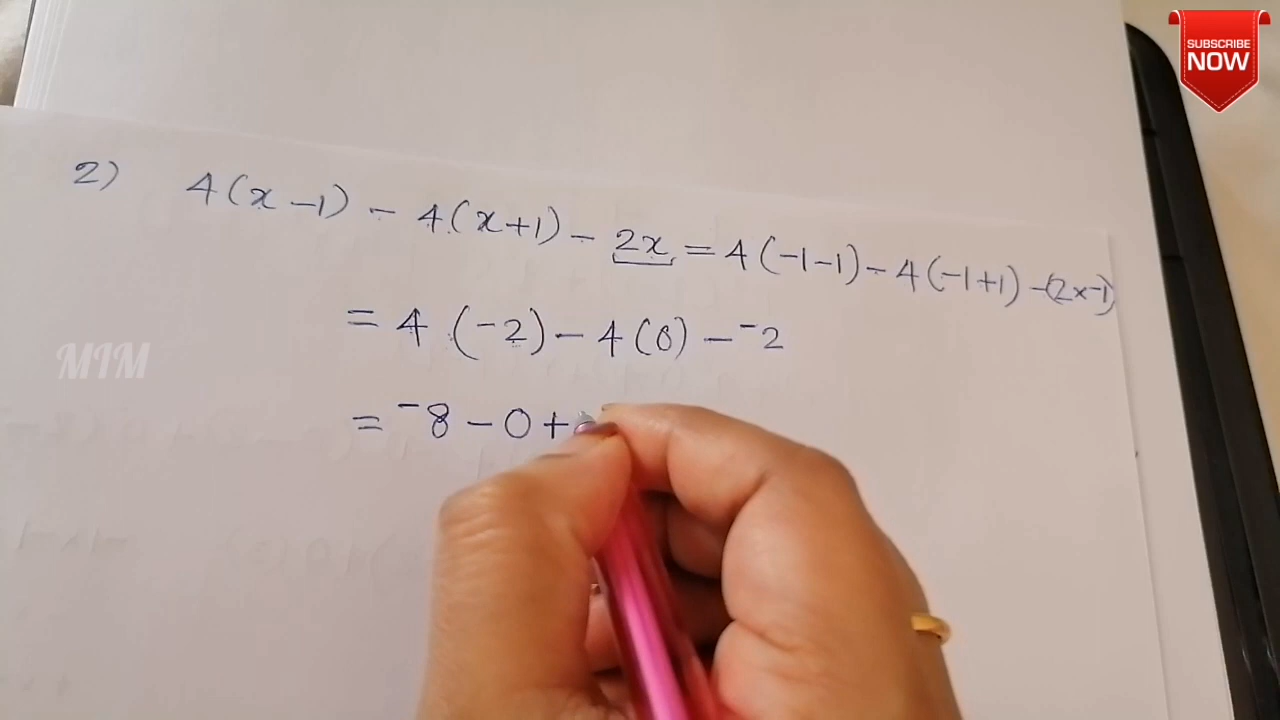 SUBSCRIBE
NOW
2) 4(x-1) - 4(x+1) - 2x = 4(-1-1) - 4(-1+1) -(2×-1)
= 4 (-2) - 4(0) - ⁻2
MIM
= ⁻8 - 0 +